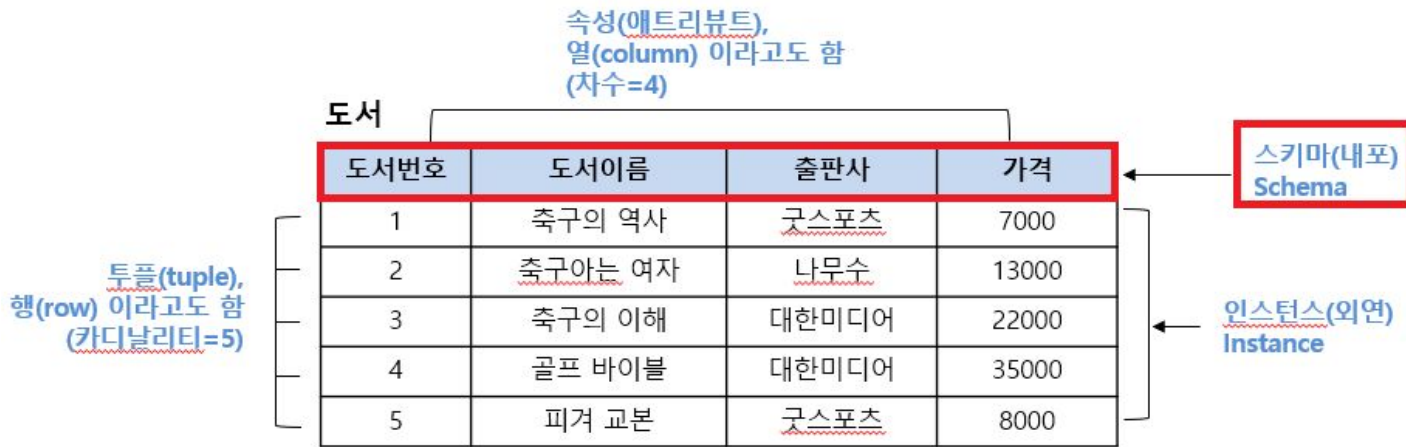 속성(애트리뷰트),
열(column) 이라고도 함
(차수=4)
도서
도서번호 도서이름 출판사 가격
스키마(내포)
Schema
1 축구의 역사 굿스포츠 7000
2 축구아는 여자 나무수 13000
3 축구의 이해 대한미디어 22000
4 골프 바이블 대한미디어 35000
5 피겨 교본 굿스포츠 8000
투플(tuple),
행(row) 이라고도 함
(카디날리티=5)
인스턴스(외연)
Instance